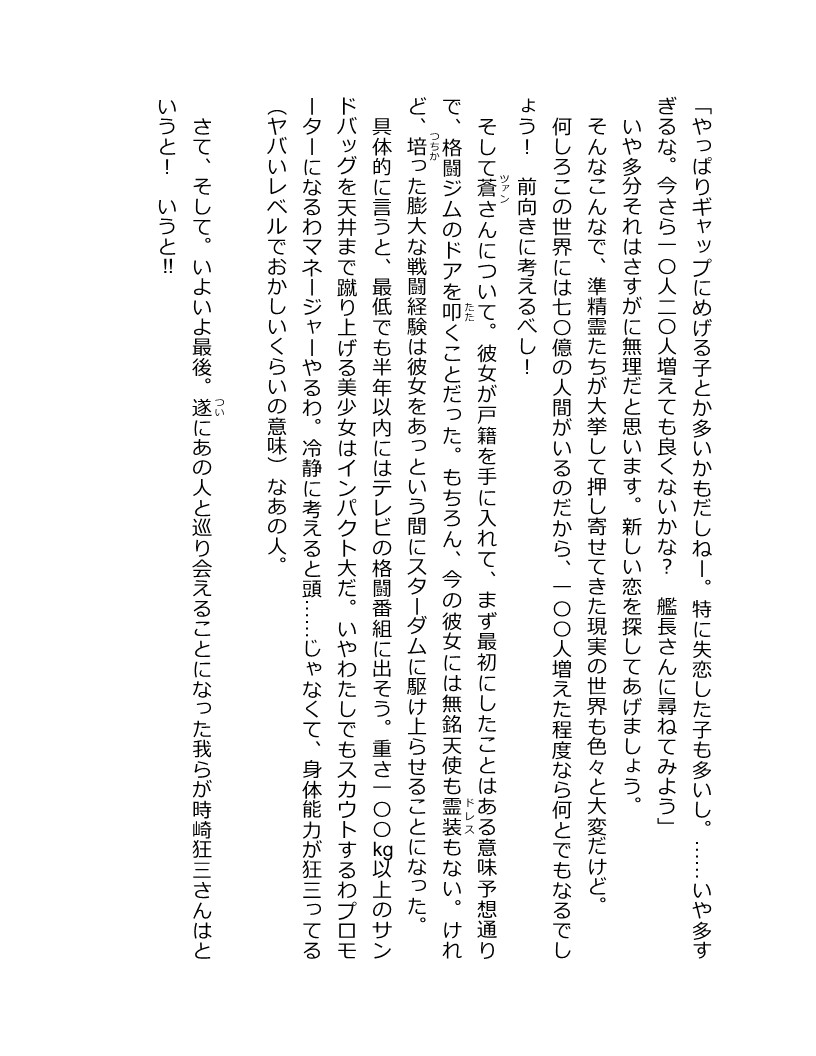 「やっぱりギャップにめげる子とか多いかもだしねー。特に失恋した子も多いし。……いや多す
ぎるな。今さら一〇人二〇人増えても良くないかな？　艦長さんに尋ねてみよう」
　いや多分それはさすがに無理だと思います。新しい恋を探してあげましょう。
　そんなこんなで、準精霊たちが大挙して押し寄せてきた現実の世界も色々と大変だけど。
　何しろこの世界には七〇億の人間がいるのだから、一〇〇人増えた程度なら何とでもなるでし
ょう！　前向きに考えるべし！
　そして蒼さんについて。彼女が戸籍を手に入れて、まず最初にしたことはある意味予想通り
で、格闘ジムのドアを叩くことだった。もちろん、今の彼女には無銘天使も霊装もない。けれ
ど、培った膨大な戦闘経験は彼女をあっという間にスターダムに駆け上らせることになった。
　具体的に言うと、最低でも半年以内にはテレビの格闘番組に出そう。重さ一〇〇kg以上のサン
ドバッグを天井まで蹴り上げる美少女はインパクト大だ。いやわたしでもスカウトするわプロモ
ーターになるわマネージャーやるわ。冷静に考えると頭……じゃなくて、身体能力が狂三ってる
（ヤバいレベルでおかしいくらいの意味）なあの人。
　さて、そして。いよいよ最後。遂にあの人と巡り会えることになった我らが時崎狂三さんはと
いうと！　いうと‼
ツァン
たた
ドレス
つちか
つい